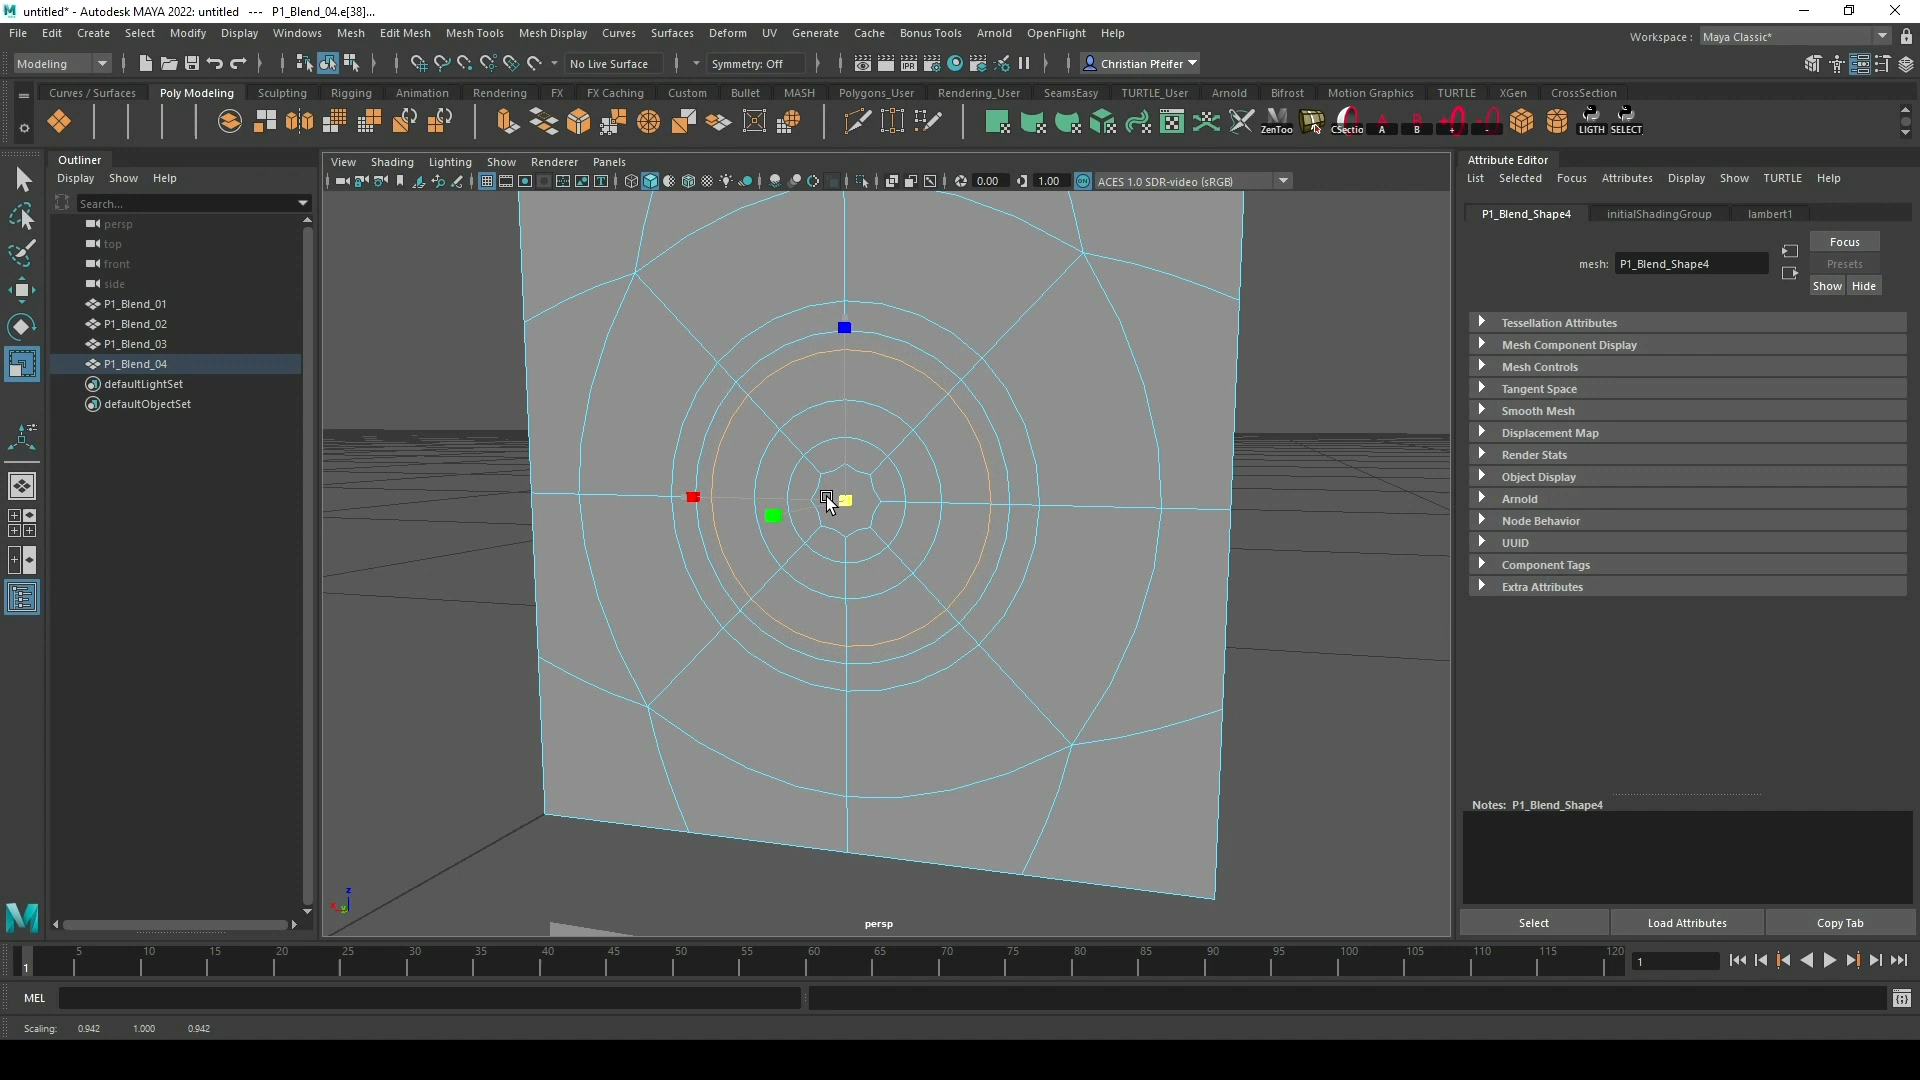 untitled* - Autodesk MAYA 2022: untitled --- P1_Blend_04.e[38]...
File Edit Create Select Modify Display Windows Mesh Edit Mesh Mesh Tools Mesh Display Curves Surfaces Deform UV Generate Cache Bonus Tools Arnold OpenFlight Help
Workspace : Maya Classic*
Modeling No Live Surface Symmetry: Off IPR Christian Pfeifer
Curves / Surfaces Poly Modeling Sculpting Rigging Animation Rendering FX FX Caching Custom Bullet MASH Polygons_User Rendering_User SeamsEasy TURTLE_User Arnold Bifrost Motion Graphics TURTLE XGen CrossSection
ZenToo CSectio A B + - LIGTH SELECT
Outliner
Display Show Help
Search...
persp
top
front
side
P1_Blend_01
P1_Blend_02
P1_Blend_03
P1_Blend_04
defaultLightSet
defaultObjectSet
View Shading Lighting Show Renderer Panels
0.00 1.00 ON ACES 1.0 SDR-video (sRGB)
z
x
y
persp
Attribute Editor
List Selected Focus Attributes Display Show TURTLE Help
P1_Blend_Shape4 initialShadingGroup lambert1
mesh: P1_Blend_Shape4
Focus
Presets
Show Hide
Tessellation Attributes
Mesh Component Display
Mesh Controls
Tangent Space
Smooth Mesh
Displacement Map
Render Stats
Object Display
Arnold
Node Behavior
UUID
Component Tags
Extra Attributes
Notes: P1_Blend_Shape4
Select Load Attributes Copy Tab
1 5 10 15 20 25 30 35 40 45 50 55 60 65 70 75 80 85 90 95 100 105 110 115 120 1
MEL
Scaling: 0.942 1.000 0.942